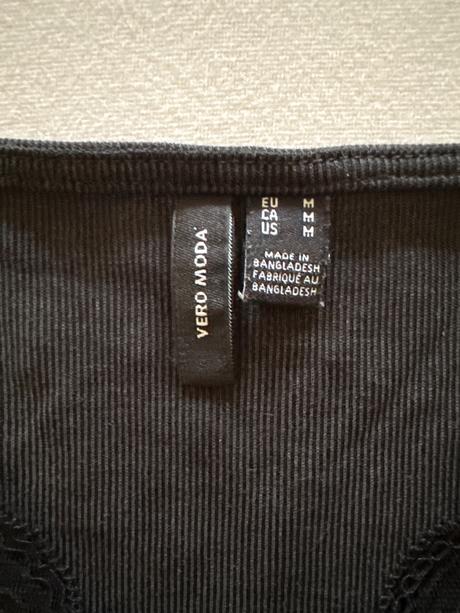 VERO MODA
EU M
CA M
US M
MADE IN
BANGLADESH
FABRIQUÉ AU
BANGLADESH